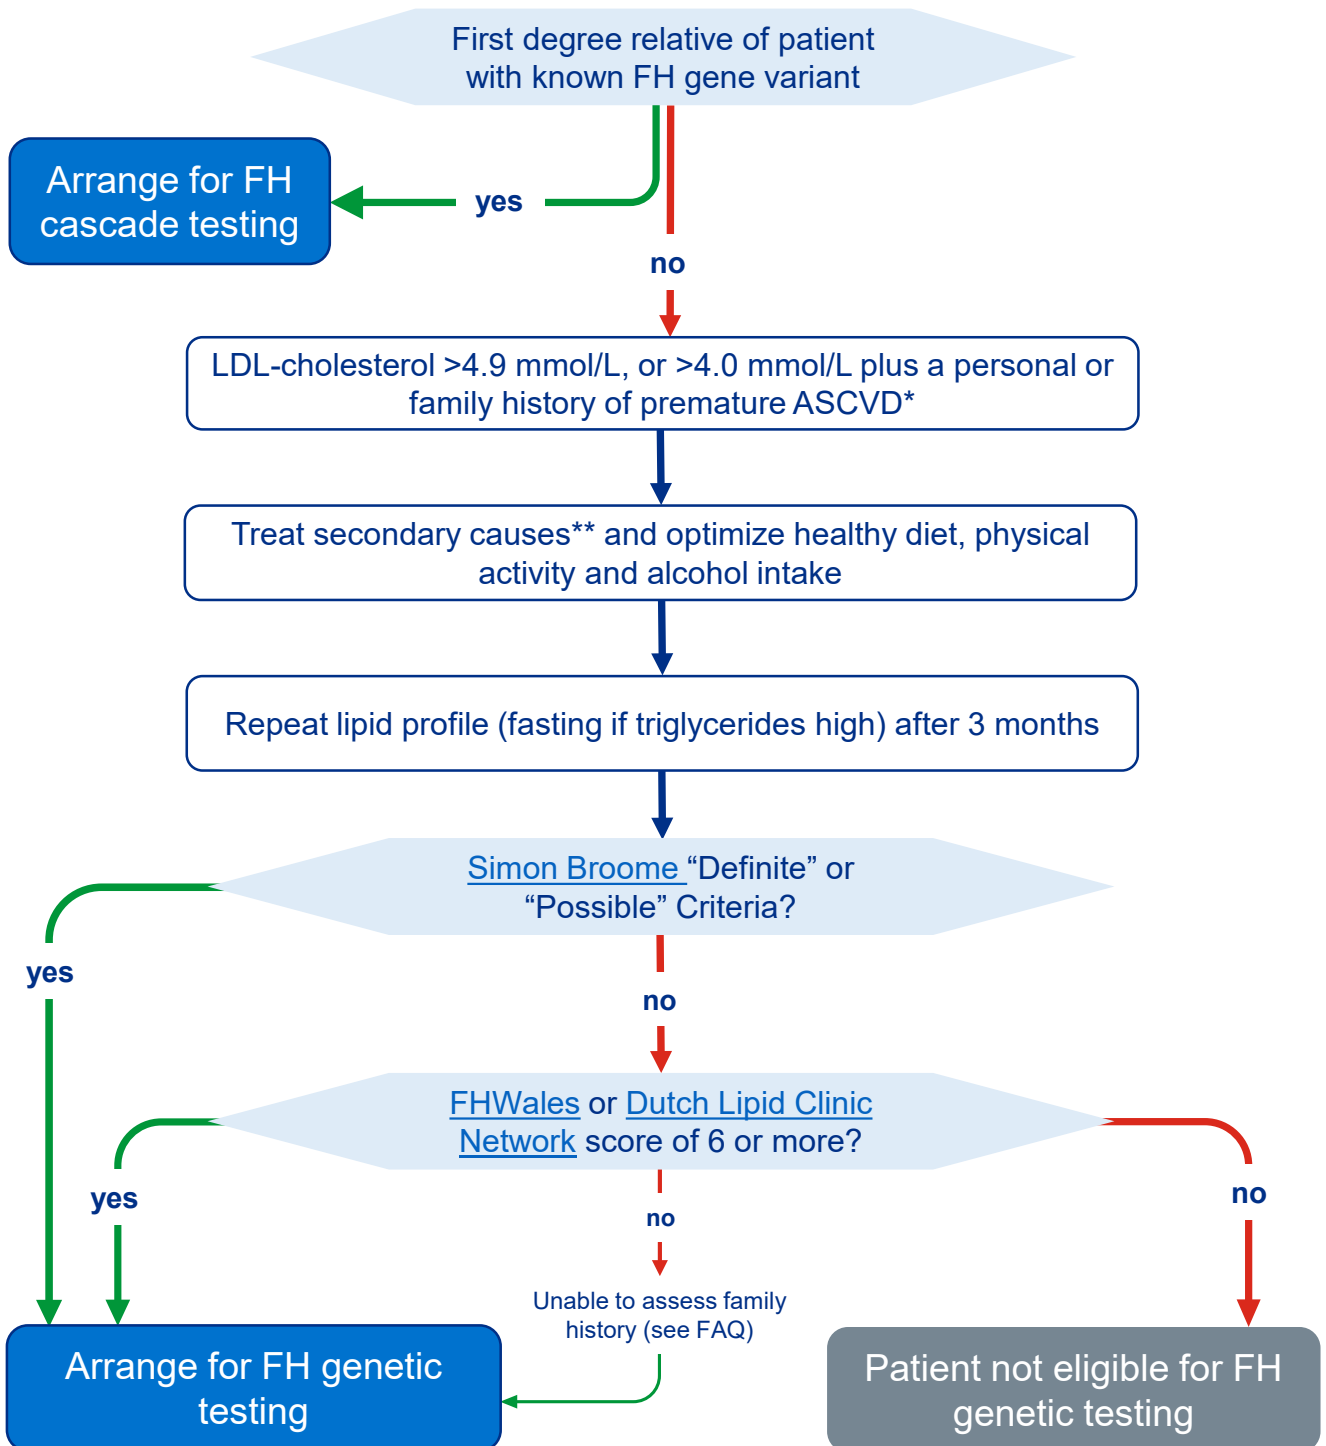 First degree relative of patient
with known FH gene variant
Arrange for FH
cascade testing
yes
no
LDL-cholesterol >4.9 mmol/L, or >4.0 mmol/L plus a personal or
family history of premature ASCVD*
Treat secondary causes** and optimize healthy diet, physical
activity and alcohol intake
Repeat lipid profile (fasting if triglycerides high) after 3 months
Simon Broome “Definite” or
“Possible” Criteria?
yes
no
FHWales or Dutch Lipid Clinic
Network score of 6 or more?
yes
no
no
Unable to assess family
history (see FAQ)
Arrange for FH genetic
testing
Patient not eligible for FH
genetic testing